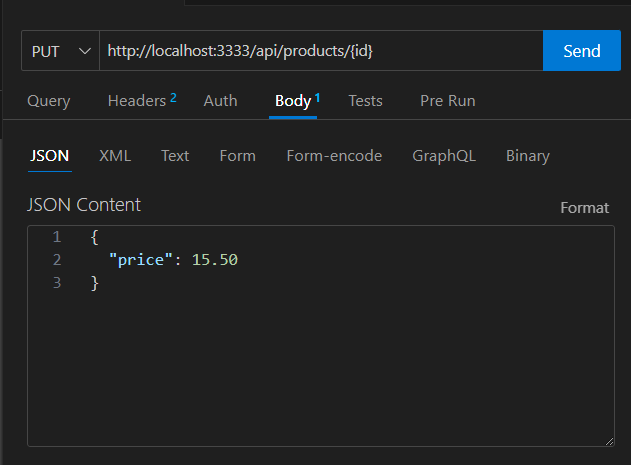 PUT http://localhost:3333/api/products/{id} Send
Query Headers 2 Auth Body 1 Tests Pre Run
JSON XML Text Form Form-encode GraphQL Binary
JSON Content Format
1 {
2 "price": 15.50
3 }